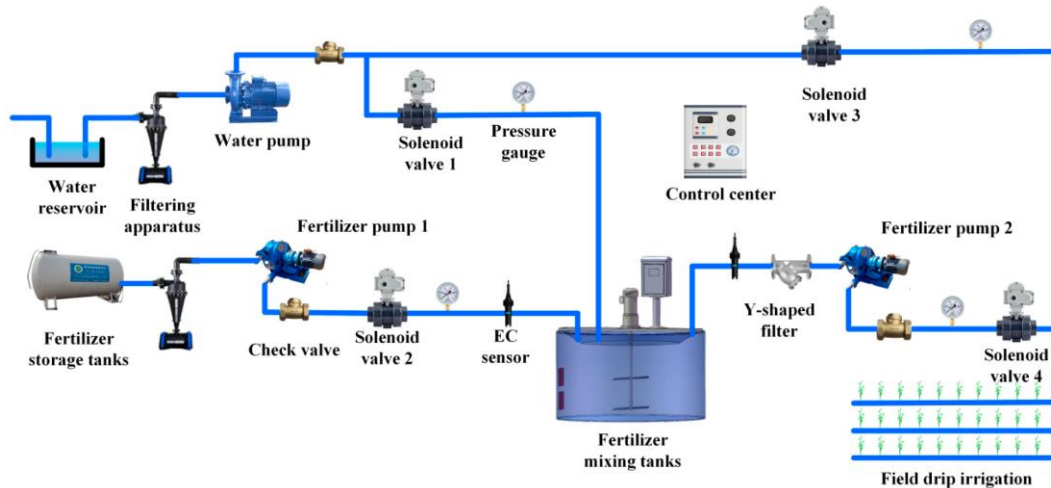 Water pump
Solenoid
valve 1
Pressure
gauge
Solenoid
valve 3
Water
reservoir
Filtering
apparatus
Control center
Fertilizer pump 1
Fertilizer pump 2
Fertilizer
storage tanks
Check valve
Solenoid
valve 2
EC
sensor
Y-shaped
filter
Solenoid
valve 4
Fertilizer
mixing tanks
Field drip irrigation